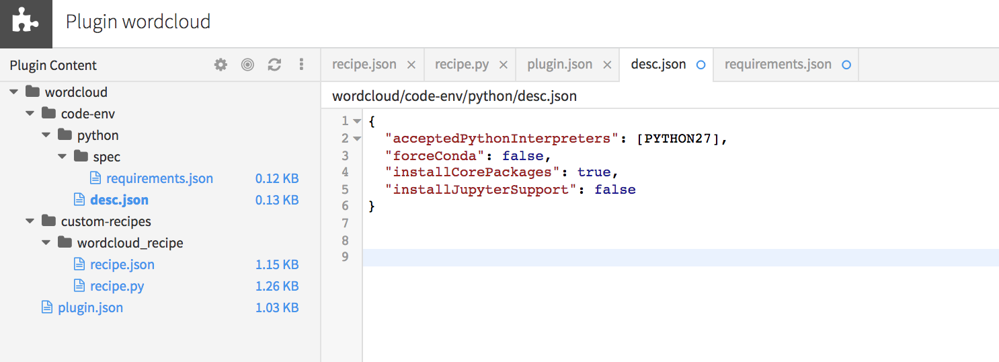 Plugin wordcloud
Plugin Content
recipe.json × recipe.py × plugin.json × desc.json requirements.json
wordcloud/code-env/python/desc.json
wordcloud
code-env
python
spec
requirements.json 0.12 KB
desc.json 0.13 KB
custom-recipes
wordcloud_recipe
recipe.json 1.15 KB
recipe.py 1.26 KB
plugin.json 1.03 KB
1 {
2 "acceptedPythonInterpreters": [PYTHON27],
3 "forceConda": false,
4 "installCorePackages": true,
5 "installJupyterSupport": false
6 }
7
8
9